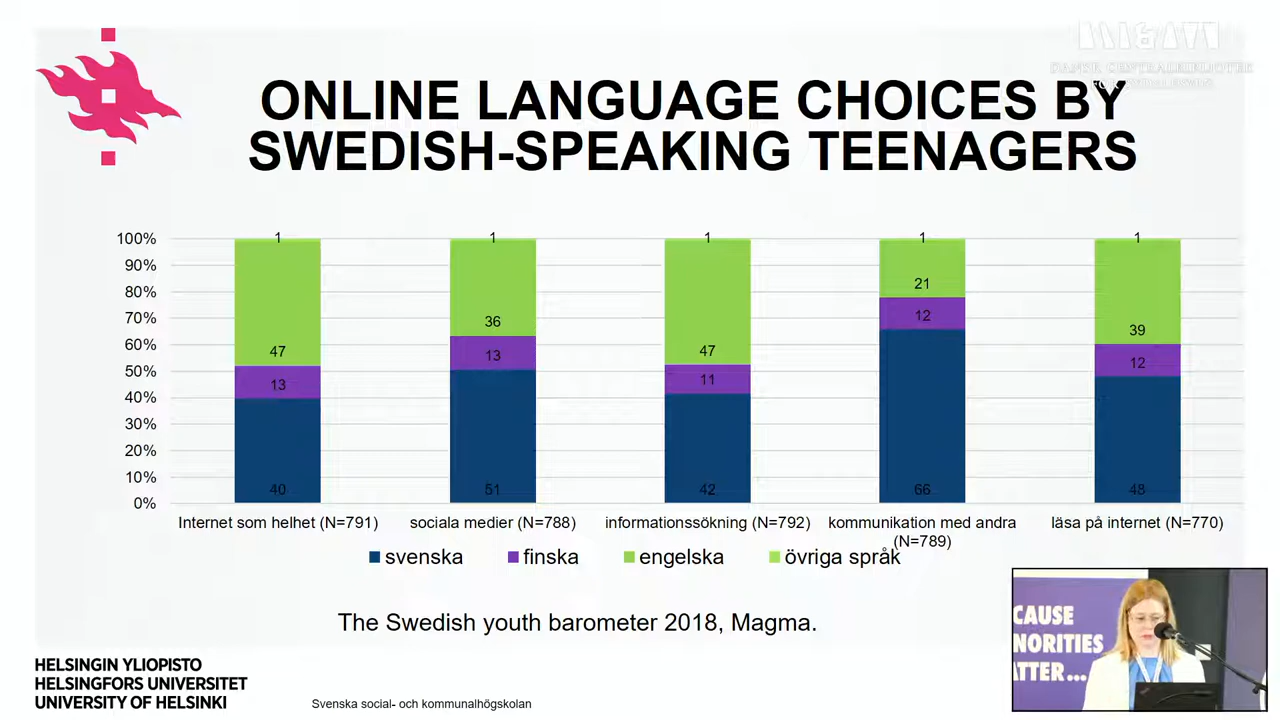 DANSK CENTRALBIBLIOTEK
ONLINE LANGUAGE CHOICES BY
SWEDISH-SPEAKING TEENAGERS
100%
90%
80%
70%
60%
50%
40%
30%
20%
10%
0%
1
47
13
40
1
36
13
51
1
47
11
42
1
21
12
66
1
39
12
48
Internet som helhet (N=791)
sociala medier (N=788)
informationssökning (N=792)
kommunikation med andra
(N=789)
läsa på internet (N=770)
svenska
finska
engelska
övriga språk
The Swedish youth barometer 2018, Magma.
CAUSE
NORITIES
ATTER...
HELSINGIN YLIOPISTO
HELSINGFORS UNIVERSITET
UNIVERSITY OF HELSINKI
Svenska social- och kommunalhögskolan